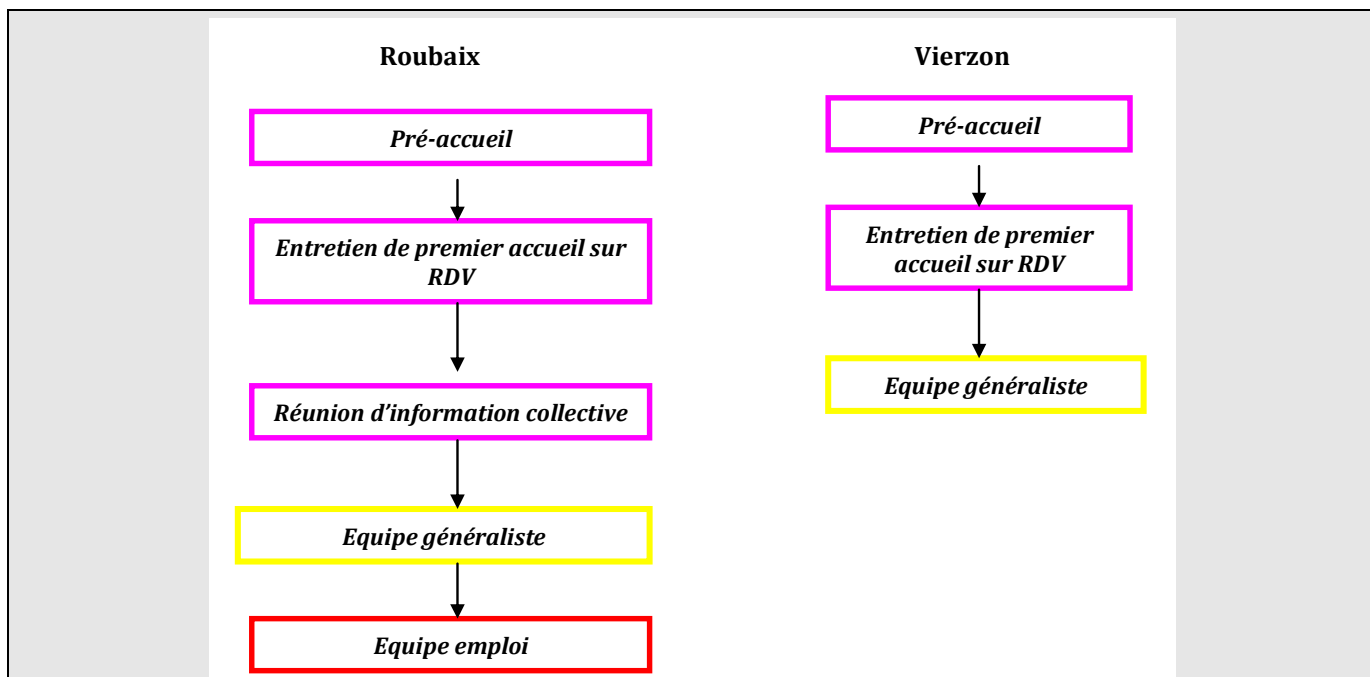 Roubaix
Pré-accueil
Entretien de premier accueil sur
RDV
Réunion d’information collective
Equipe généraliste
Equipe emploi
Vierzon
Pré-accueil
Entretien de premier
accueil sur RDV
Equipe généraliste